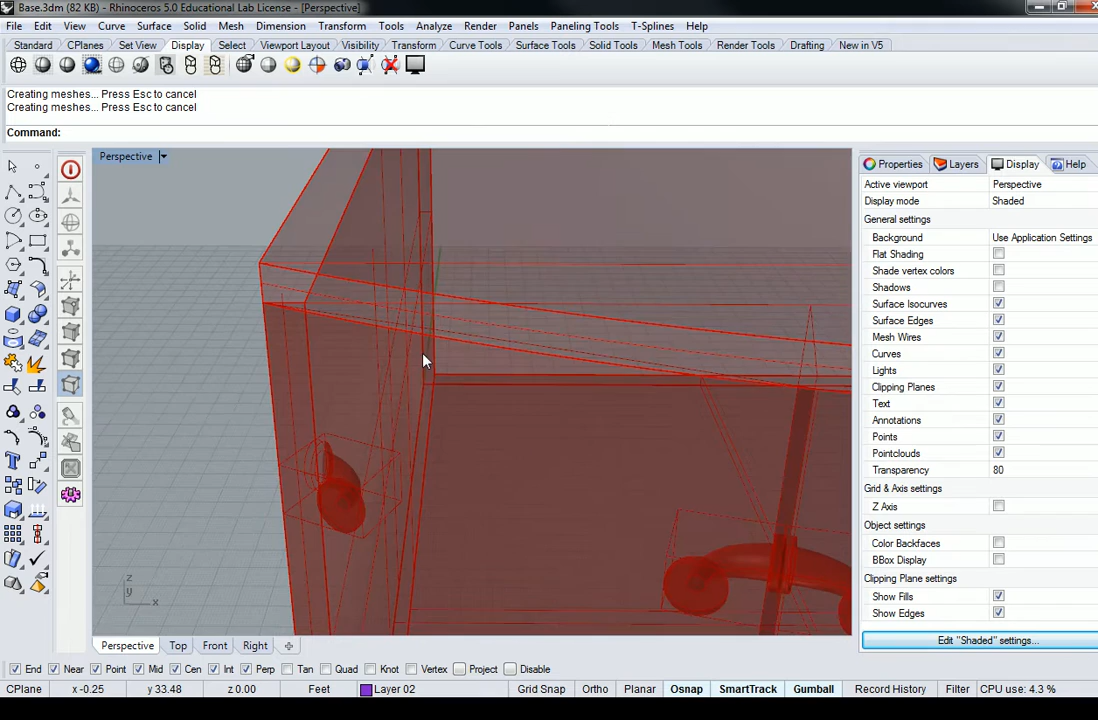 Base.3dm (82 KB) - Rhinoceros 5.0 Educational Lab License - [Perspective]
File Edit View Curve Surface Solid Mesh Dimension Transform Tools Analyze Render Panels Paneling Tools T-Splines Help
Standard CPlanes Set View Display Select Viewport Layout Visibility Transform Curve Tools Surface Tools Solid Tools Mesh Tools Render Tools Drafting New in V5
Creating meshes... Press Esc to cancel
Creating meshes... Press Esc to cancel
Command:
Perspective
Properties Layers Display Help
Active viewport Perspective
Display mode Shaded
General settings
Background Use Application Settings
Flat Shading
Shade vertex colors
Shadows
Surface Isocurves
Surface Edges
Mesh Wires
Curves
Lights
Clipping Planes
Text
Annotations
Points
Pointclouds
Transparency 80
Grid & Axis settings
Z Axis
Object settings
Color Backfaces
BBox Display
Clipping Plane settings
Show Fills
Show Edges
Edit "Shaded" settings...
z
y
x
Perspective Top Front Right
End Near Point Mid Cen Int Perp Tan Quad Knot Vertex Project Disable
CPlane x -0.25 y 33.48 z 0.00 Feet Layer 02 Grid Snap Ortho Planar Osnap SmartTrack Gumball Record History Filter CPU use: 4.3 %